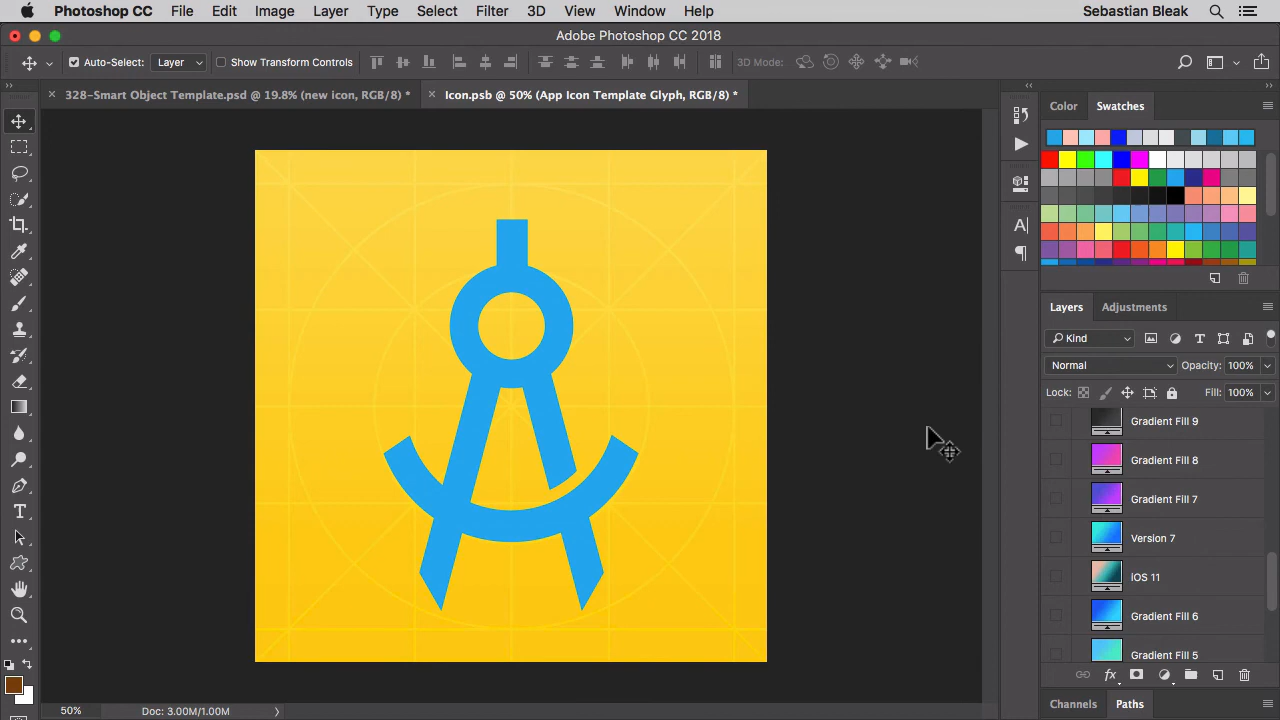 Photoshop CC File Edit Image Layer Type Select Filter 3D View Window Help Sebastian Bleak
Adobe Photoshop CC 2018
Auto-Select: Layer Show Transform Controls 3D Mode:
328-Smart Object Template.psd @ 19.8% (new icon, RGB/8) * Icon.psb @ 50% (App Icon Template Glyph, RGB/8) *
Color Swatches
Layers Adjustments
Kind
Normal Opacity: 100%
Lock: Fill: 100%
Gradient Fill 9
Gradient Fill 8
Gradient Fill 7
Version 7
iOS 11
Gradient Fill 6
Gradient Fill 5
fx
Channels Paths
50% Doc: 3.00M/1.00M